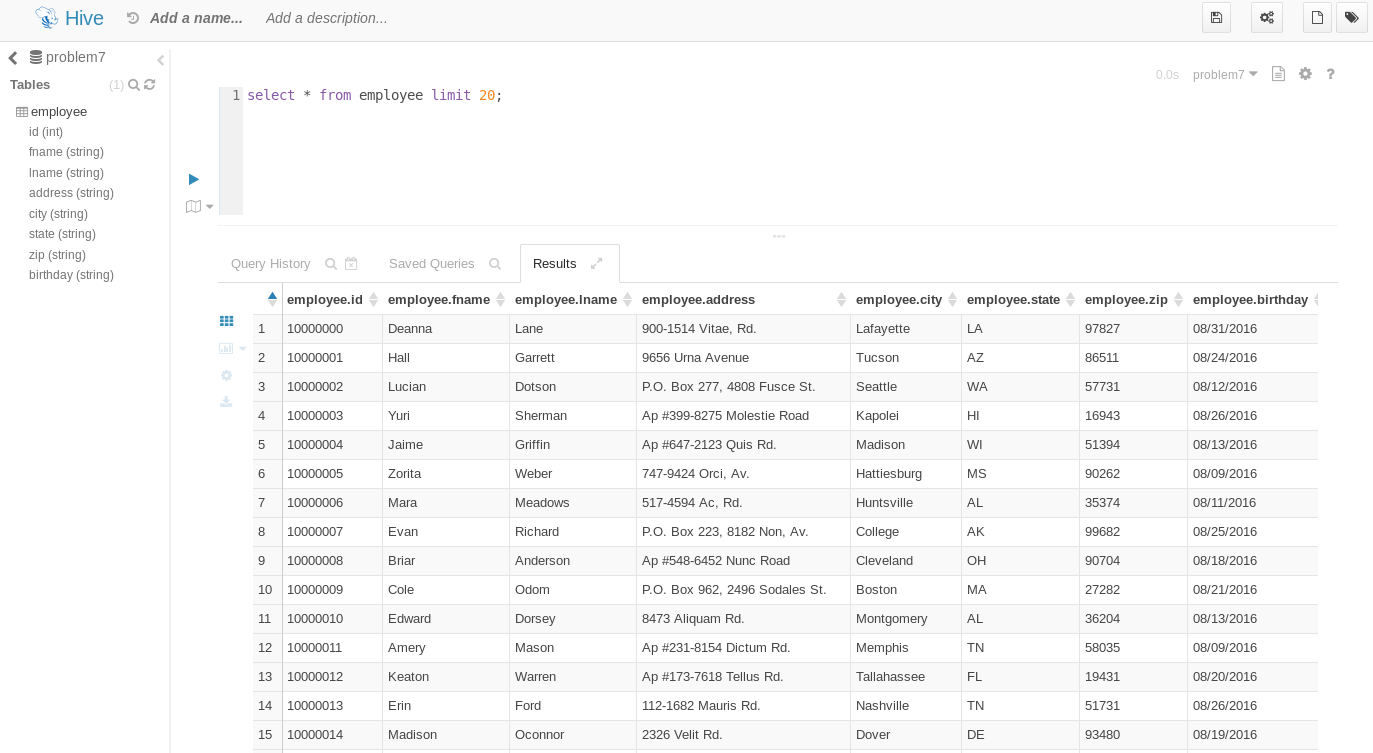 Hive Add a name... Add a description...
problem7
Tables (1)
0.0s problem7 ?
employee
id (int)
fname (string)
lname (string)
address (string)
city (string)
state (string)
zip (string)
birthday (string)
1 select * from employee limit 20;
Query History Saved Queries Results
employee.id employee.fname employee.lname employee.address employee.city employee.state employee.zip employee.birthday
1 10000000 Deanna Lane 900-1514 Vitae, Rd. Lafayette LA 97827 08/31/2016
2 10000001 Hall Garrett 9656 Urna Avenue Tucson AZ 86511 08/24/2016
3 10000002 Lucian Dotson P.O. Box 277, 4808 Fusce St. Seattle WA 57731 08/12/2016
4 10000003 Yuri Sherman Ap #399-8275 Molestie Road Kapolei HI 16943 08/26/2016
5 10000004 Jaime Griffin Ap #647-2123 Quis Rd. Madison WI 51394 08/13/2016
6 10000005 Zorita Weber 747-9424 Orci, Av. Hattiesburg MS 90262 08/09/2016
7 10000006 Mara Meadows 517-4594 Ac, Rd. Huntsville AL 35374 08/11/2016
8 10000007 Evan Richard P.O. Box 223, 8182 Non, Av. College AK 99682 08/25/2016
9 10000008 Briar Anderson Ap #548-6452 Nunc Road Cleveland OH 90704 08/18/2016
10 10000009 Cole Odom P.O. Box 962, 2496 Sodales St. Boston MA 27282 08/21/2016
11 10000010 Edward Dorsey 8473 Aliquam Rd. Montgomery AL 36204 08/13/2016
12 10000011 Amery Mason Ap #231-8154 Dictum Rd. Memphis TN 58035 08/09/2016
13 10000012 Keaton Warren Ap #173-7618 Tellus Rd. Tallahassee FL 19431 08/20/2016
14 10000013 Erin Ford 112-1682 Mauris Rd. Nashville TN 51731 08/26/2016
15 10000014 Madison Oconnor 2326 Velit Rd. Dover DE 93480 08/19/2016